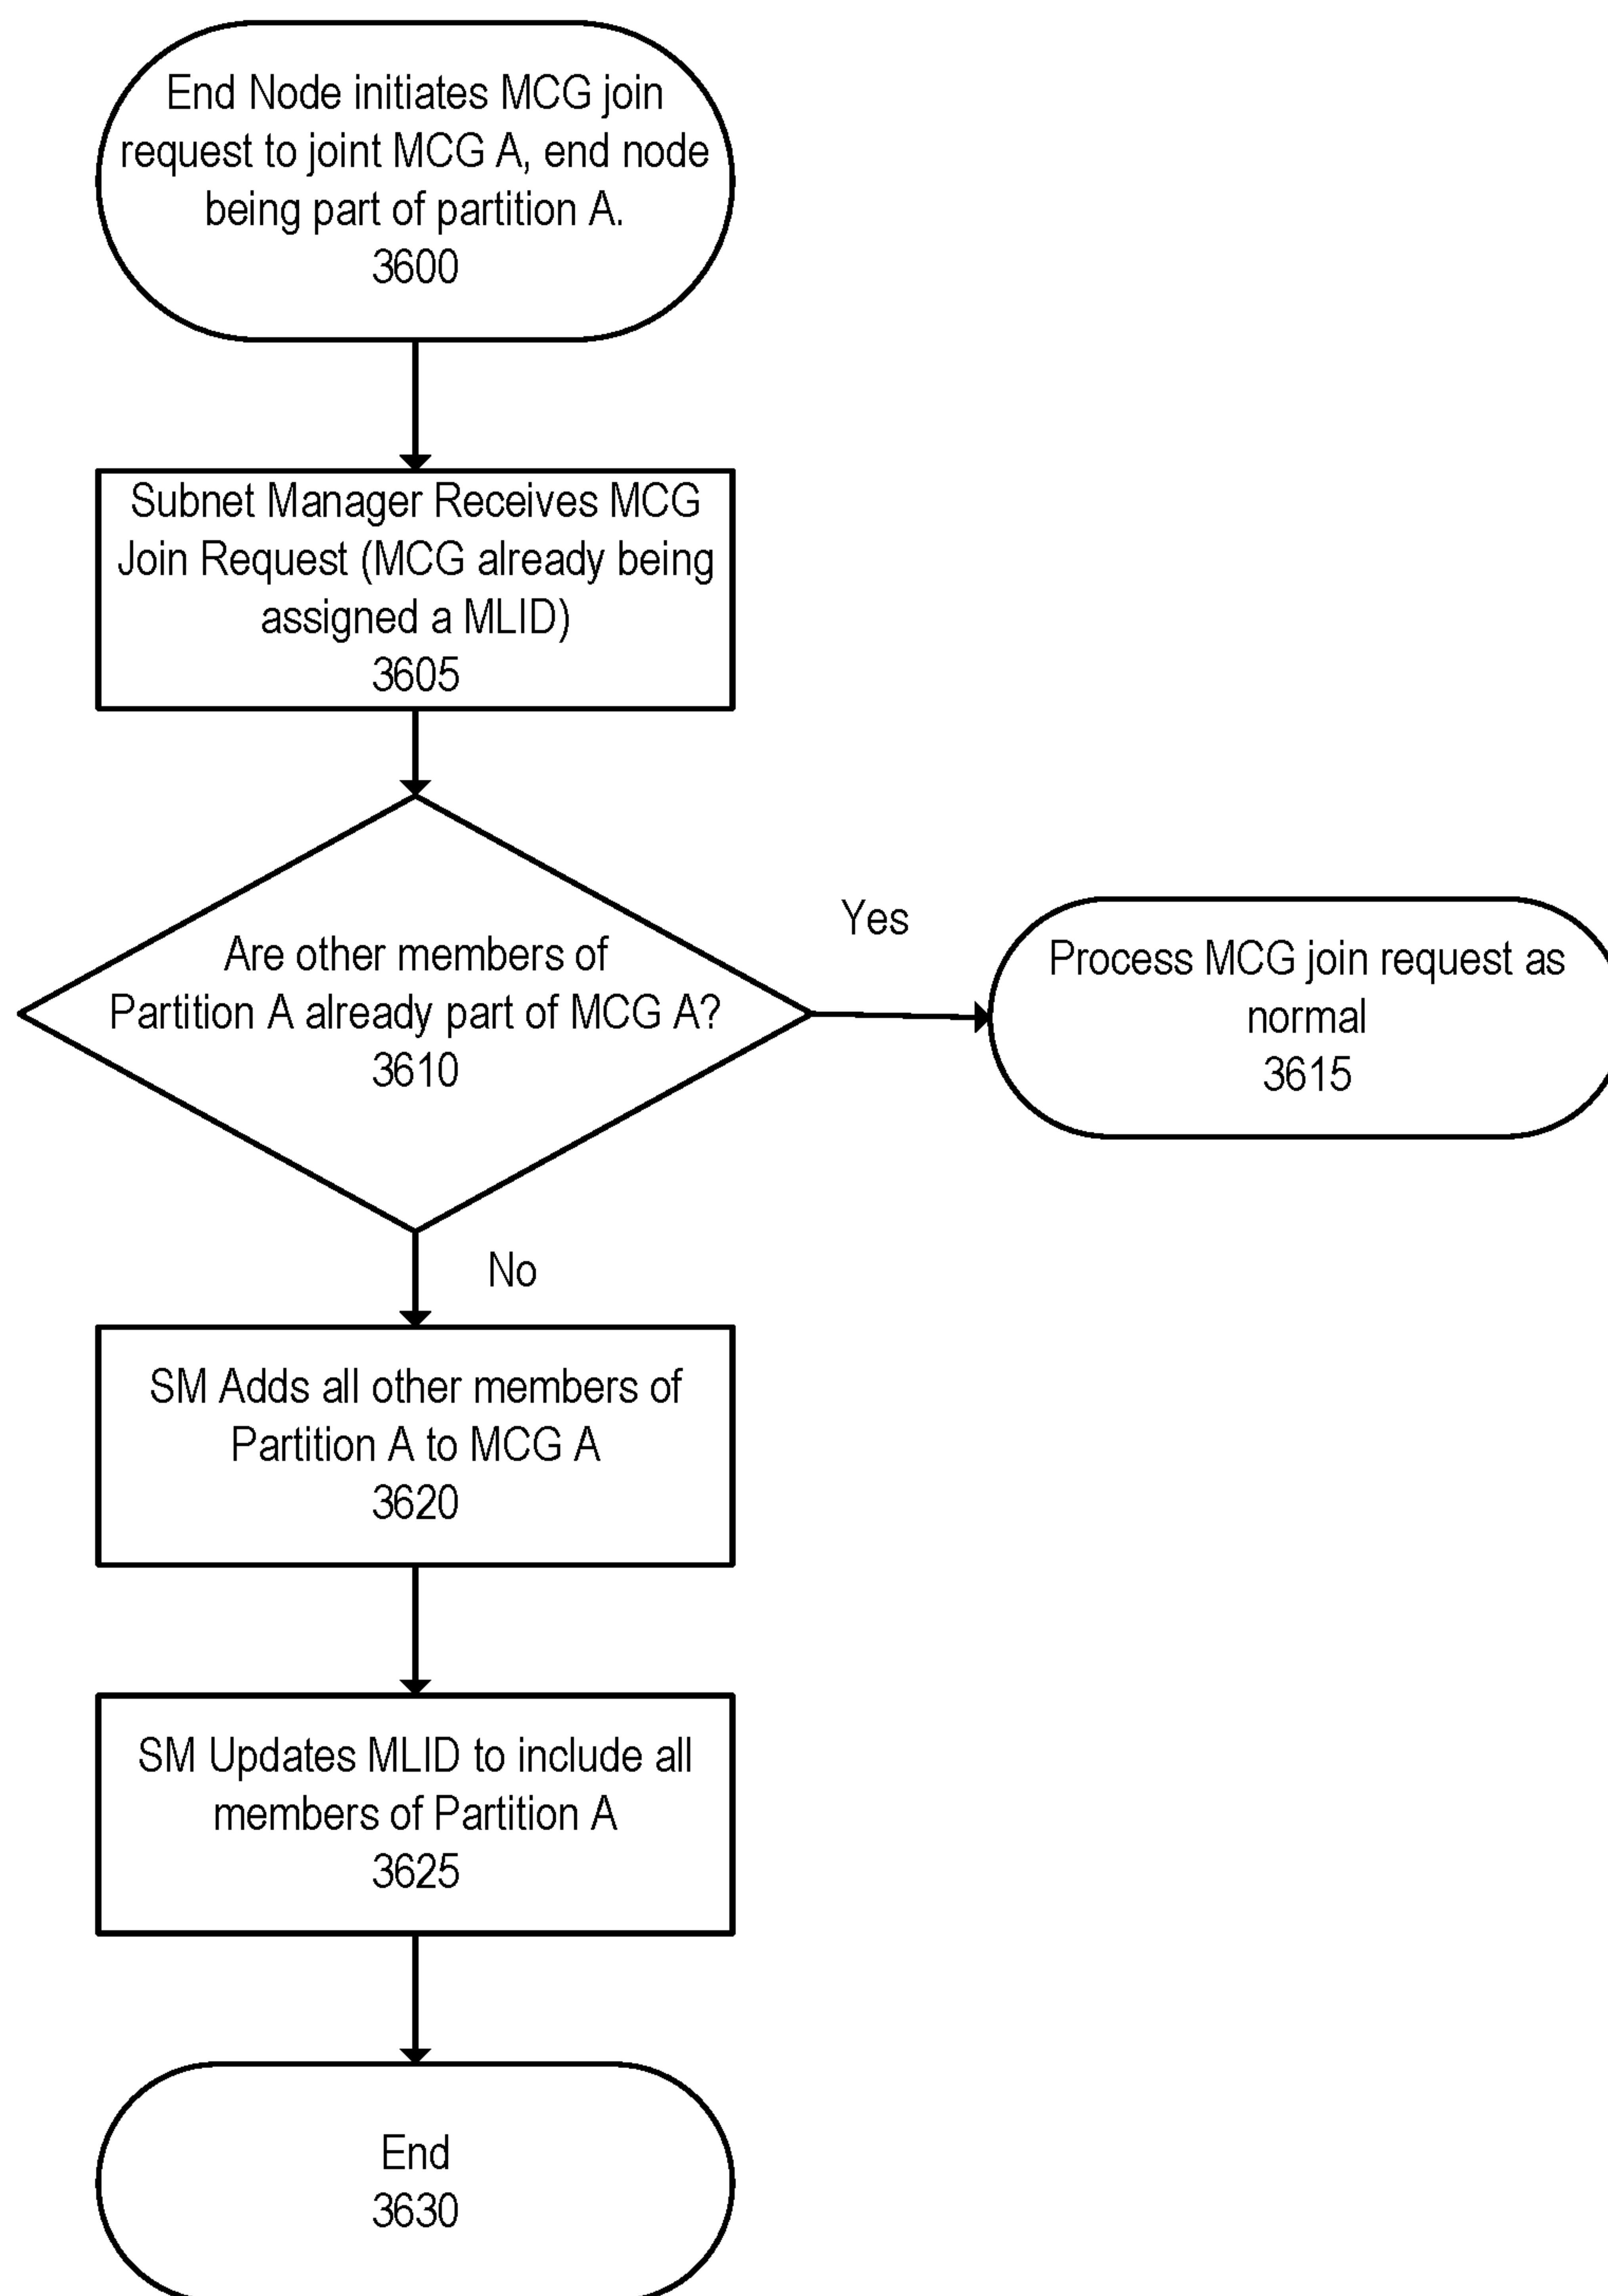 End Node initiates MCG join
request to joint MCG A, end node
being part of partition A.
3600
Subnet Manager Receives MCG
Join Request (MCG already being
assigned a MLID)
3605
Are other members of
Partition A already part of MCG A?
3610
Yes
Process MCG join request as
normal
3615
No
SM Adds all other members of
Partition A to MCG A
3620
SM Updates MLID to include all
members of Partition A
3625
End
3630